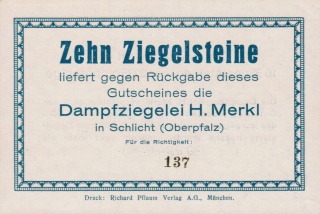 Zehn Ziegelsteine
liefert gegen Rückgabe dieses
Gutscheines die
Dampfziegelei H. Merkl
in Schlicht (Oberpfalz)
Für die Richtigkeit:
137
Druck: Richard Pflaum Verlag A.G., München.